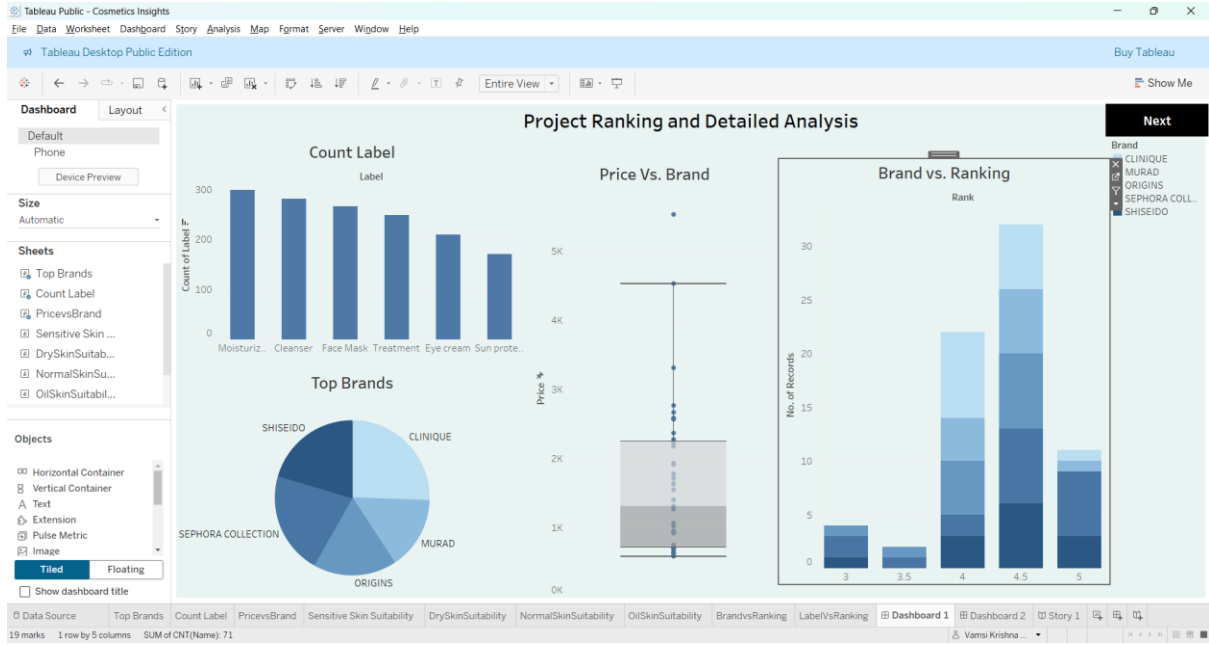 Tableau Public - Cosmetics Insights
File Data Worksheet Dashboard Story Analysis Map Format Server Window Help
Tableau Desktop Public Edition
Buy Tableau
Entire View
Show Me
Dashboard
Layout
Default
Phone
Device Preview
Size
Automatic
Sheets
Top Brands
Count Label
PricevsBrand
Sensitive Skin ...
DrySkinSuitab...
NormalSkinSu...
OilSkinSuitabil...
Objects
Horizontal Container
Vertical Container
A Text
Extension
Pulse Metric
Image
Tiled
Floating
Show dashboard title
Project Ranking and Detailed Analysis
Next
Count Label
Label
Count of Label
300
200
100
0
Moisturiz.. Cleanser Face Mask Treatment Eye cream Sun prote..
Top Brands
SHISEIDO
CLINIQUE
SEPHORA COLLECTION
MURAD
ORIGINS
Price Vs. Brand
Price
5K
4K
3K
2K
1K
0K
Brand vs. Ranking
Rank
No. of Records
30
25
20
15
10
5
0
3 3.5 4 4.5 5
Brand
CLINIQUE
MURAD
ORIGINS
SEPHORA COLL..
SHISEIDO
Data Source Top Brands Count Label PricevsBrand Sensitive Skin Suitability DrySkinSuitability NormalSkinSuitability OilSkinSuitability BrandvsRanking LabelVsRanking Dashboard 1 Dashboard 2 Story 1
19 marks 1 row by 5 columns SUM of CNT(Name): 71
Vamsi Krishna ...